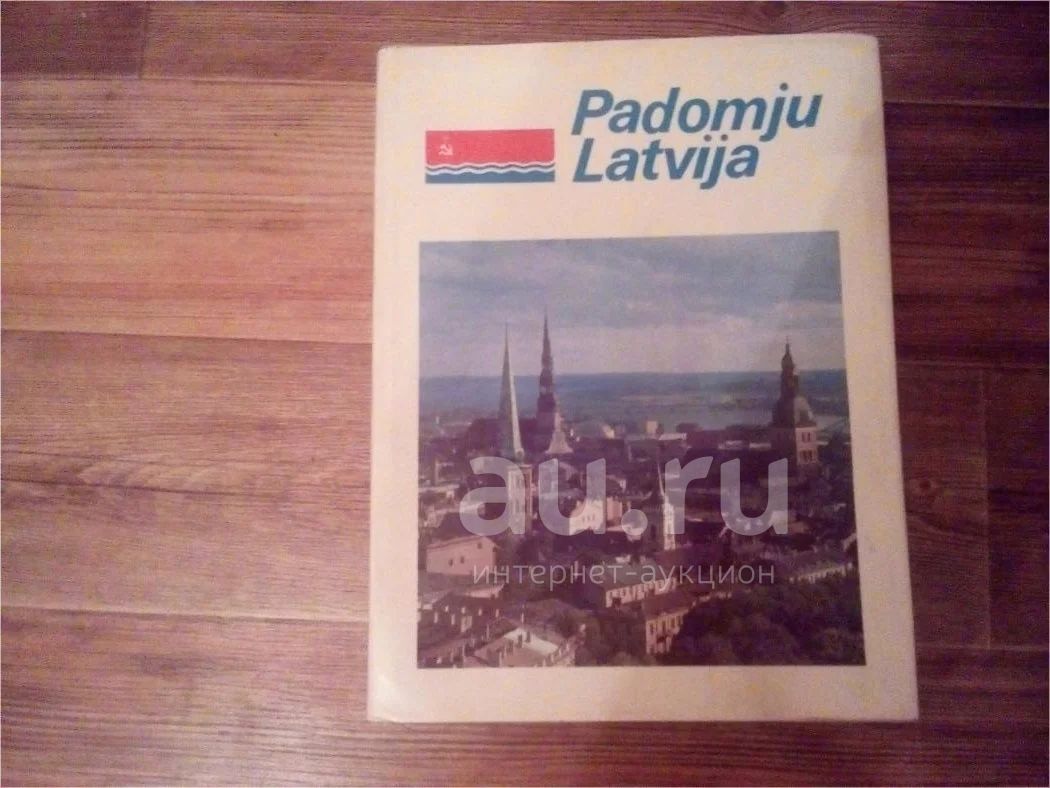 Padomju
Latvija
au.ru
интернет-аукцион